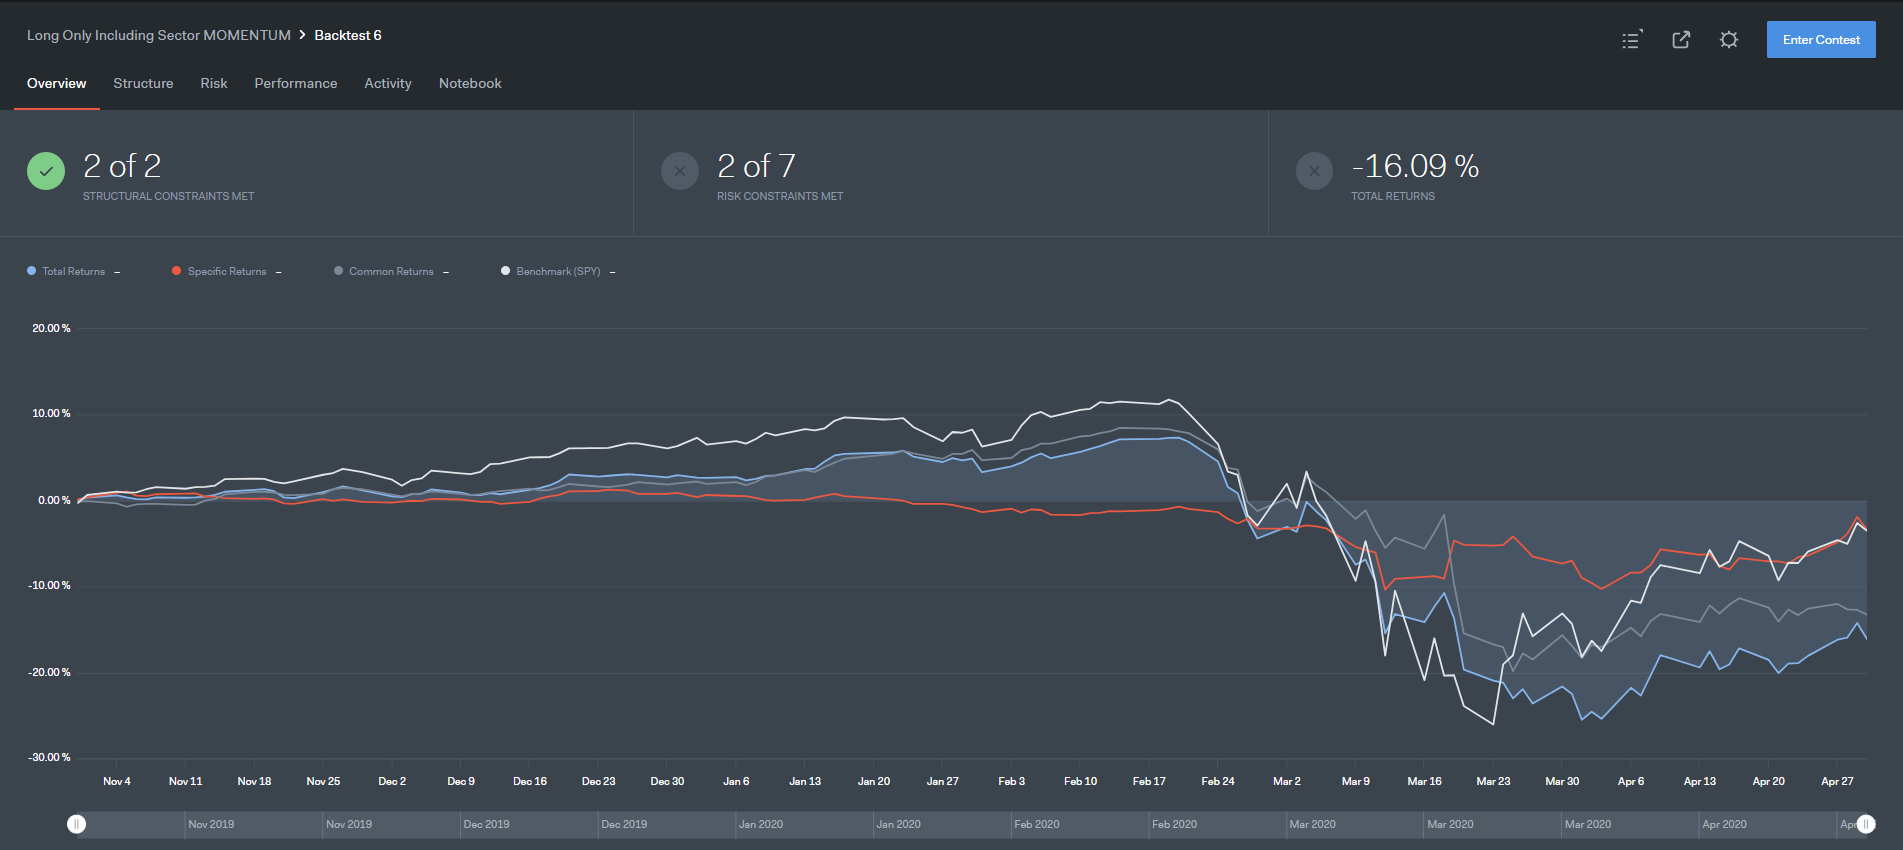 Long Only Including Sector MOMENTUM > Backtest 6
Enter Contest
Overview Structure Risk Performance Activity Notebook
2 of 2
STRUCTURAL CONSTRAINTS MET
2 of 7
RISK CONSTRAINTS MET
-16.09 %
TOTAL RETURNS
Total Returns – Specific Returns – Common Returns – Benchmark (SPY) –
20.00 %
10.00 %
0.00 %
-10.00 %
-20.00 %
-30.00 %
Nov 4 Nov 11 Nov 18 Nov 25 Dec 2 Dec 9 Dec 16 Dec 23 Dec 30 Jan 6 Jan 13 Jan 20 Jan 27 Feb 3 Feb 10 Feb 17 Feb 24 Mar 2 Mar 9 Mar 16 Mar 23 Mar 30 Apr 6 Apr 13 Apr 20 Apr 27
Nov 2019 Nov 2019 Dec 2019 Dec 2019 Jan 2020 Jan 2020 Feb 2020 Feb 2020 Mar 2020 Mar 2020 Mar 2020 Apr 2020 Apr